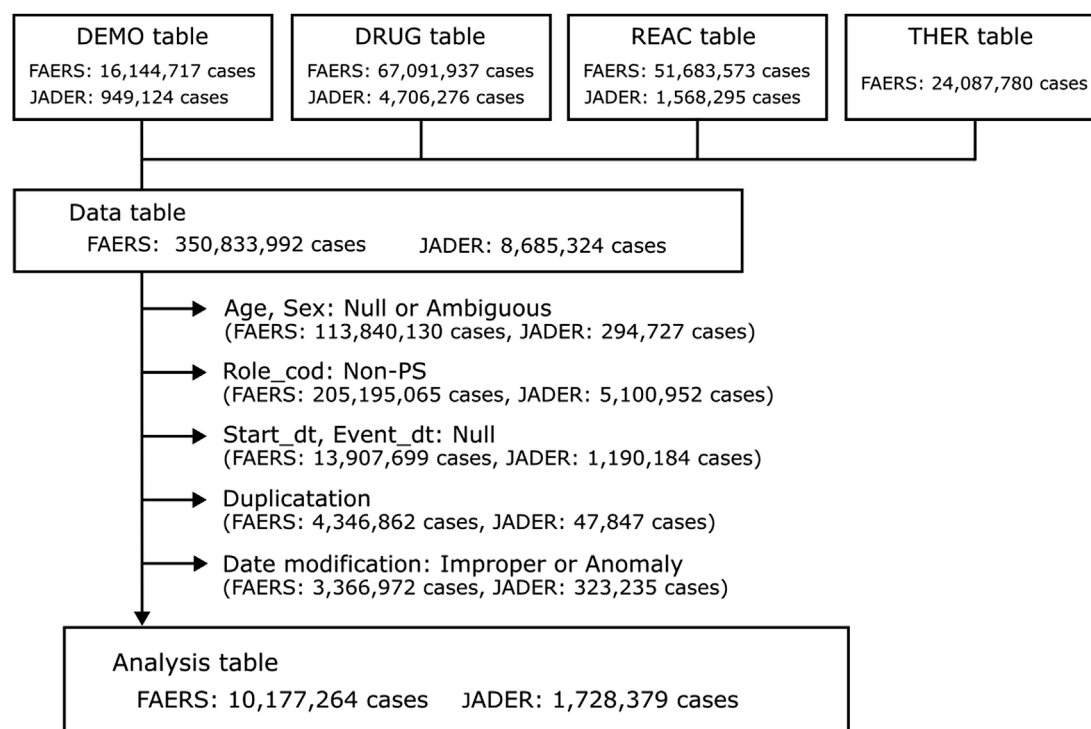 DEMO table
FAERS: 16,144,717 cases
JADER: 949,124 cases
DRUG table
FAERS: 67,091,937 cases
JADER: 4,706,276 cases
REAC table
FAERS: 51,683,573 cases
JADER: 1,568,295 cases
THER table
FAERS: 24,087,780 cases
Data table
FAERS: 350,833,992 cases JADER: 8,685,324 cases
Age, Sex: Null or Ambiguous
(FAERS: 113,840,130 cases, JADER: 294,727 cases)
Role_cod: Non-PS
(FAERS: 205,195,065 cases, JADER: 5,100,952 cases)
Start_dt, Event_dt: Null
(FAERS: 13,907,699 cases, JADER: 1,190,184 cases)
Duplicatation
(FAERS: 4,346,862 cases, JADER: 47,847 cases)
Date modification: Improper or Anomaly
(FAERS: 3,366,972 cases, JADER: 323,235 cases)
Analysis table
FAERS: 10,177,264 cases JADER: 1,728,379 cases